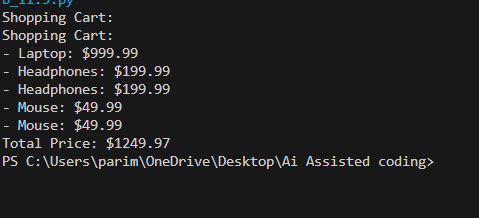 Shopping Cart:
Shopping Cart:
- Laptop: $999.99
- Headphones: $199.99
- Headphones: $199.99
- Mouse: $49.99
- Mouse: $49.99
Total Price: $1249.97
PS C:\Users\parim\OneDrive\Desktop\Ai Assisted coding>